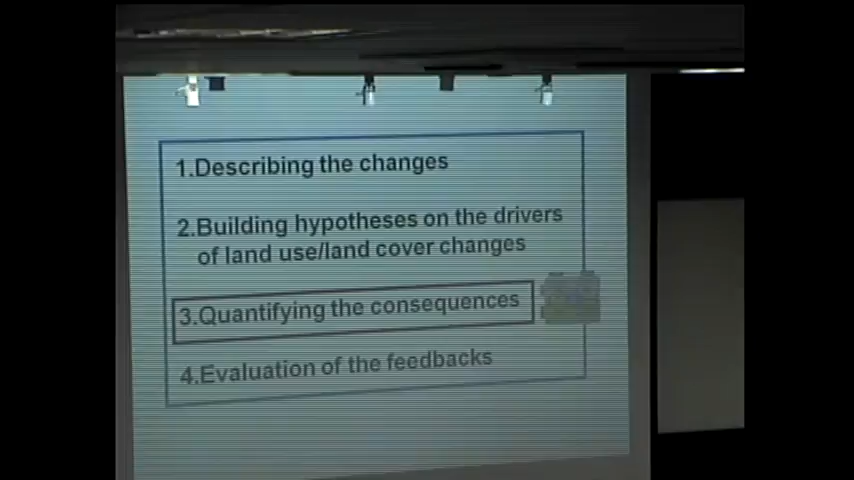 1.Describing the changes
2.Building hypotheses on the drivers
of land use/land cover changes
3.Quantifying the consequences
4.Evaluation of the feedbacks